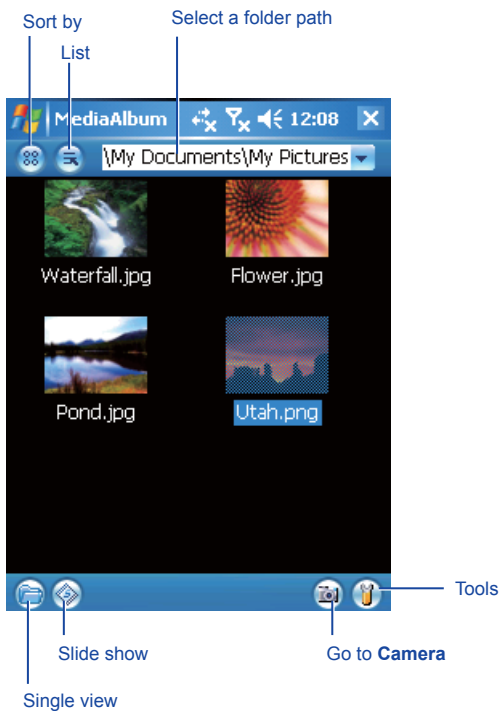 Sort by
Select a folder path
List
MediaAlbum 12:08
\My Documents\My Pictures
Waterfall.jpg Flower.jpg
Pond.jpg Utah.png
Tools
Slide show
Go to Camera
Single view